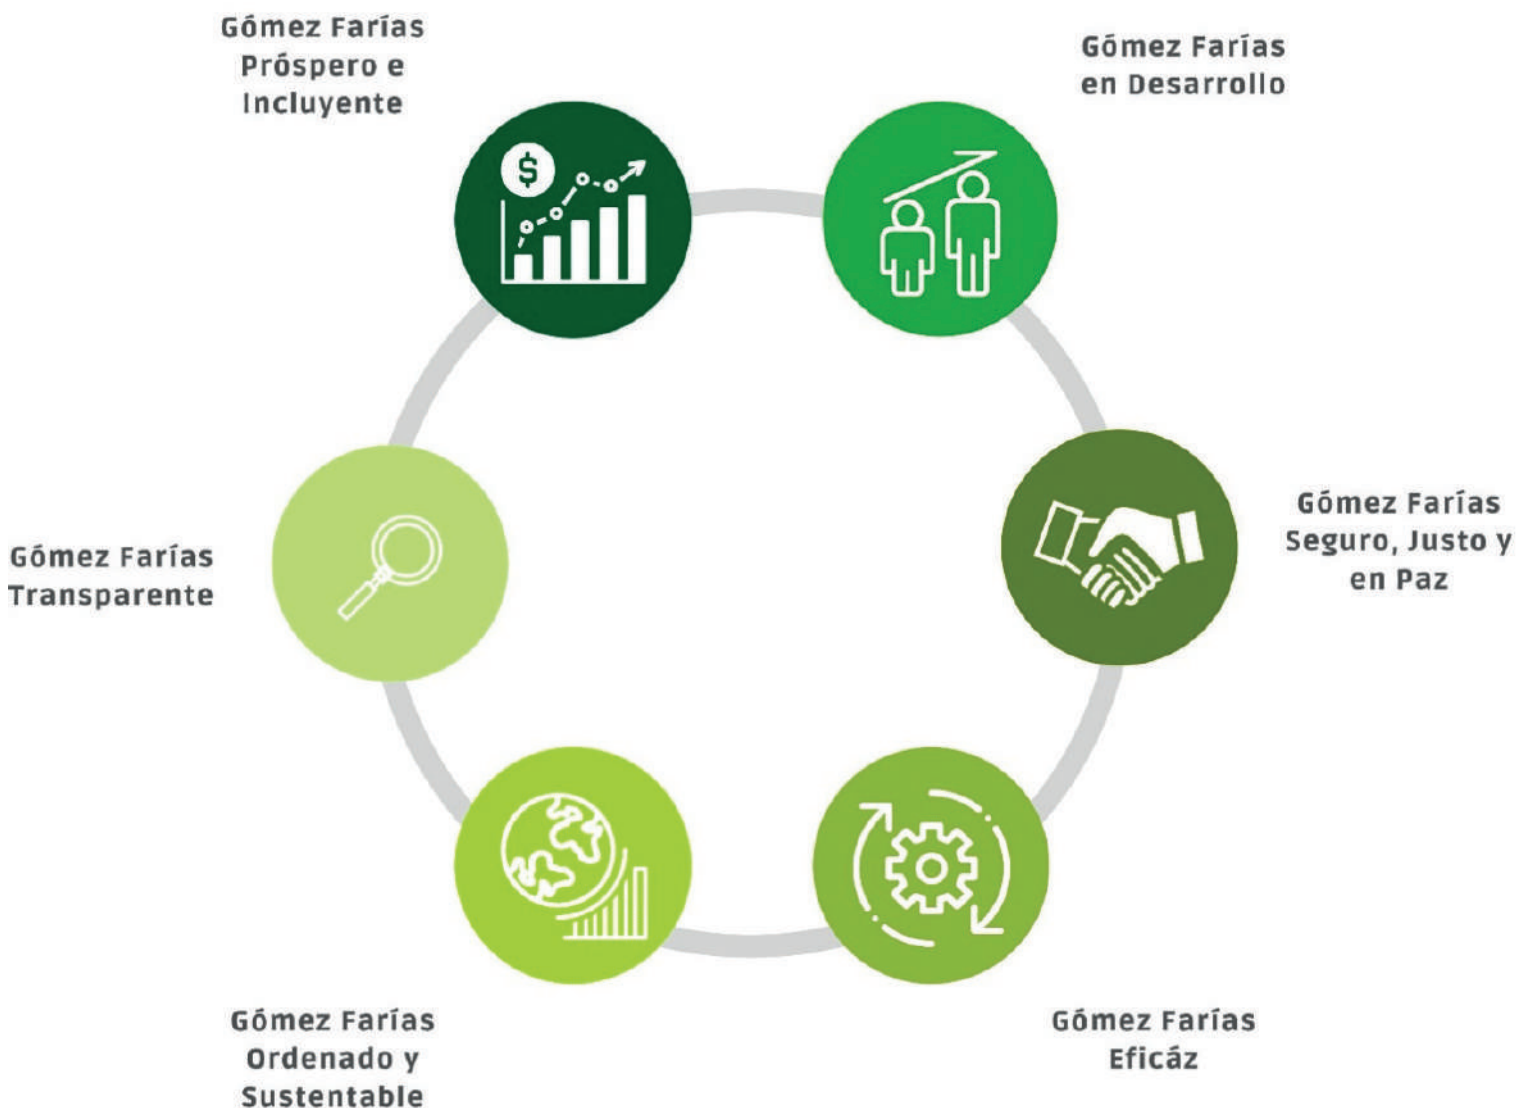 Gómez Farías
Próspero e
Incluyente
Gómez Farías
en Desarrollo
$
Gómez Farías
Seguro, Justo y
en Paz
Gómez Farías
Transparente
Gómez Farías
Ordenado y
Sustentable
Gómez Farías
Eficáz